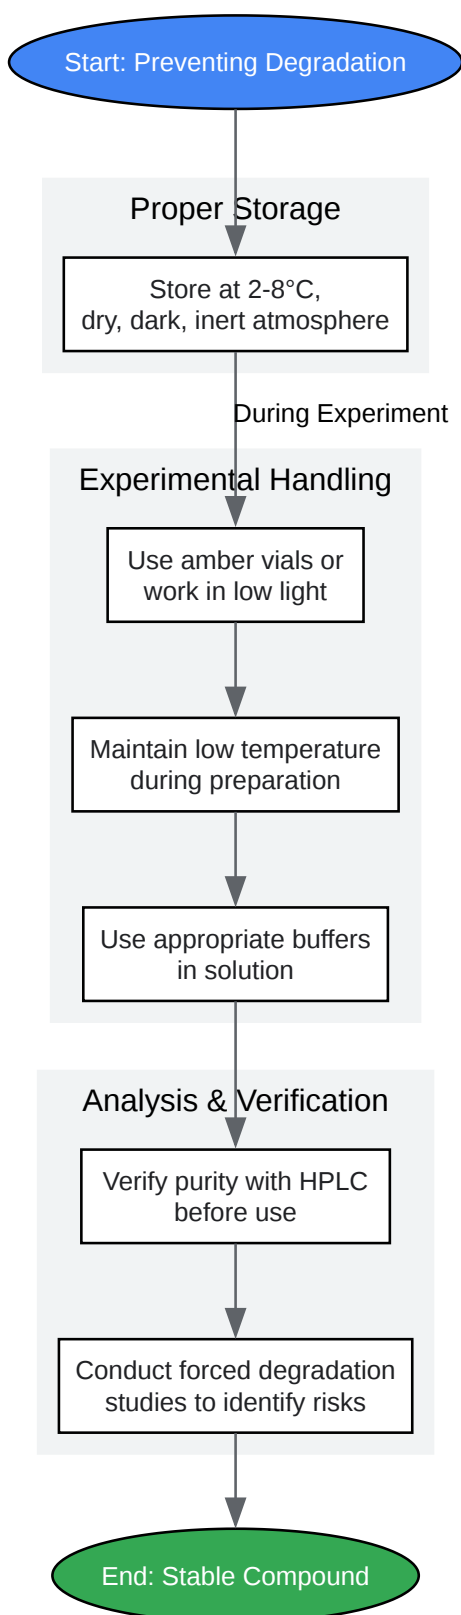 Start: Preventing Degradation
Proper Storage
Store at 2-8°C,
dry, dark, inert atmosphere
During Experiment
Experimental Handling
Use amber vials or
work in low light
Maintain low temperature
during preparation
Use appropriate buffers
in solution
Analysis & Verification
Verify purity with HPLC
before use
Conduct forced degradation
studies to identify risks
End: Stable Compound